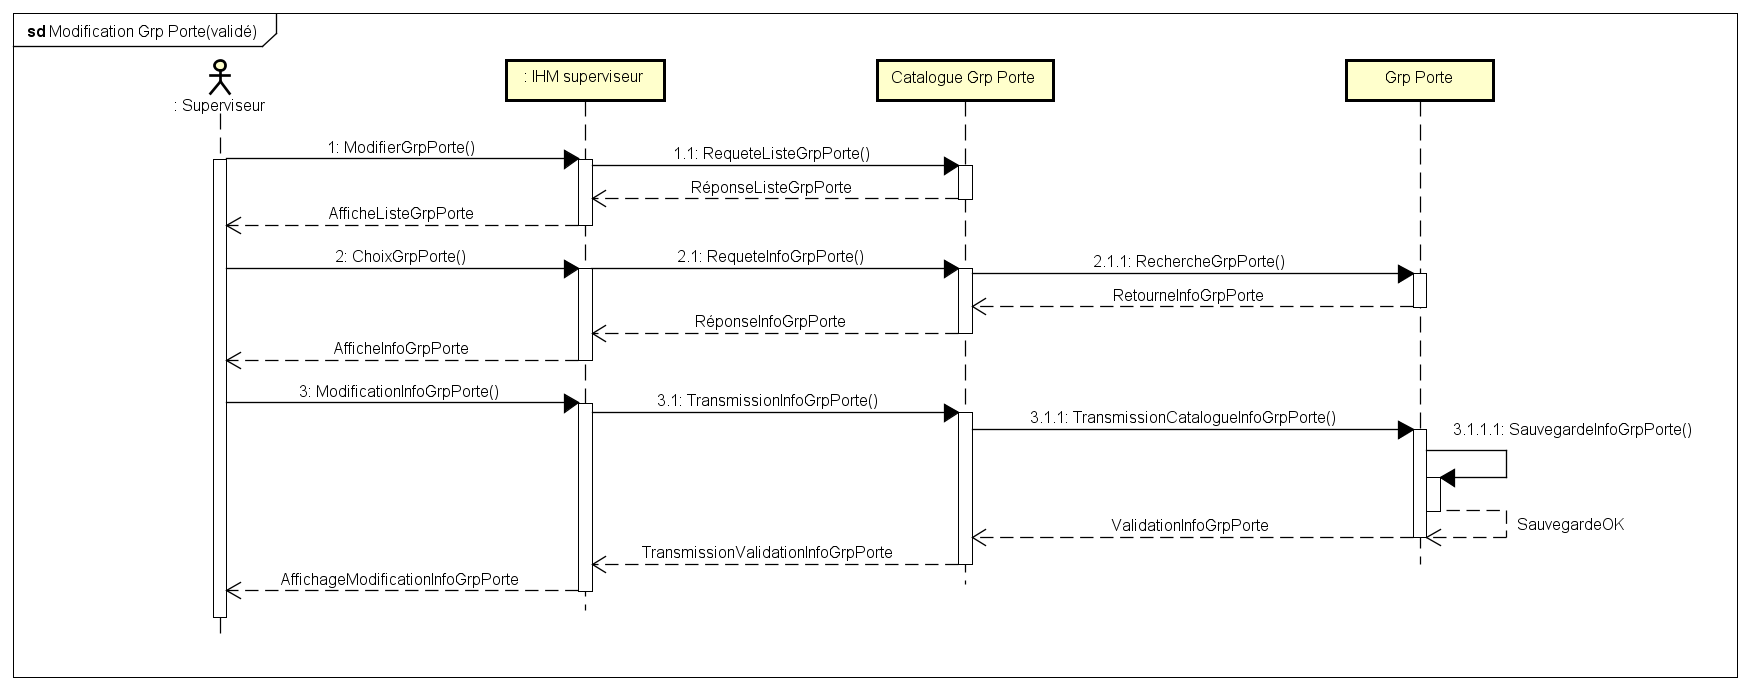 sd Modification Grp Porte(validé)
: Superviseur
: IHM superviseur
Catalogue Grp Porte
Grp Porte
1: ModifierGrpPorte()
1.1: RequeteListeGrpPorte()
RéponseListeGrpPorte
AfficheListeGrpPorte
2: ChoixGrpPorte()
2.1: RequeteInfoGrpPorte()
2.1.1: RechercheGrpPorte()
RetourneInfoGrpPorte
RéponseInfoGrpPorte
AfficheInfoGrpPorte
3: ModificationInfoGrpPorte()
3.1: TransmissionInfoGrpPorte()
3.1.1: TransmissionCatalogueInfoGrpPorte()
3.1.1.1: SauvegardeInfoGrpPorte()
SauvegardeOK
ValidationInfoGrpPorte
TransmissionValidationInfoGrpPorte
AffichageModificationInfoGrpPorte